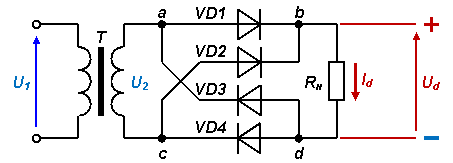 a VD1 b +
T VD2
U1 U2 Rн Id Ud
VD3
VD4
c d −